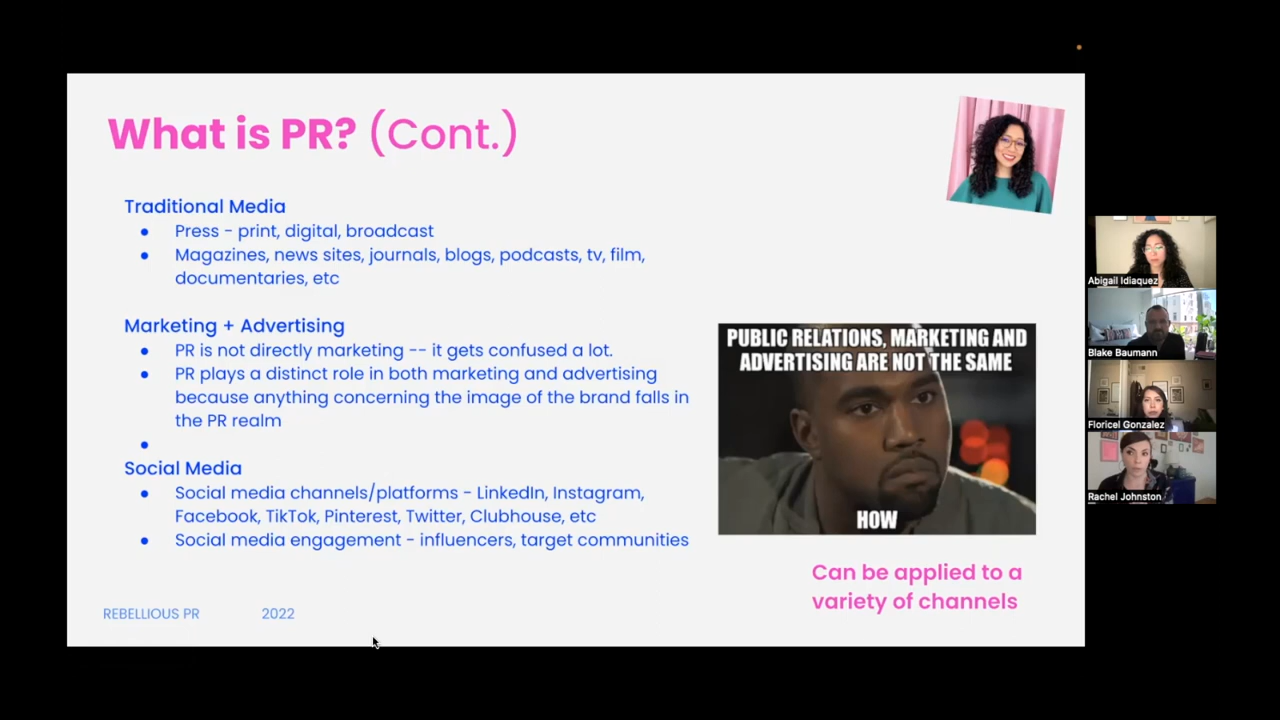 What is PR? (Cont.)
Traditional Media
● Press - print, digital, broadcast
● Magazines, news sites, journals, blogs, podcasts, tv, film,
documentaries, etc
Marketing + Advertising
● PR is not directly marketing -- it gets confused a lot.
● PR plays a distinct role in both marketing and advertising
because anything concerning the image of the brand falls in
the PR realm
●
Social Media
● Social media channels/platforms - LinkedIn, Instagram,
Facebook, TikTok, Pinterest, Twitter, Clubhouse, etc
● Social media engagement - influencers, target communities
PUBLIC RELATIONS, MARKETING AND
ADVERTISING ARE NOT THE SAME
HOW
Can be applied to a
variety of channels
REBELLIOUS PR 2022
Abigail Idiaquez
Blake Baumann
Floricel Gonzalez
Rachel Johnston